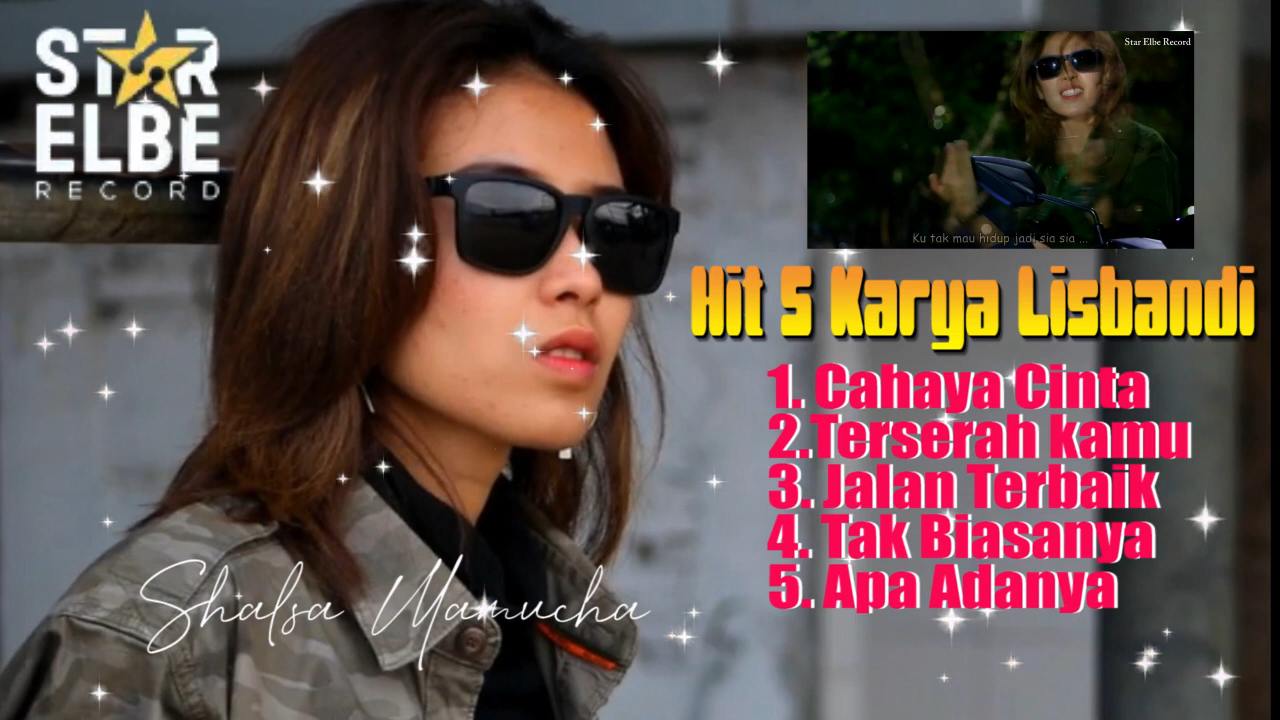 STAR
ELBE
RECORD
Star Elbe Record
Ku tak mau hidup jadi sia sia ...
Hit 5 Karya Lisbandi
1. Cahaya Cinta
2..Terserah kamu
3. Jalan Terbaik
4. Tak Biasanya
5. Apa Adanya
Shalsa Mamucha